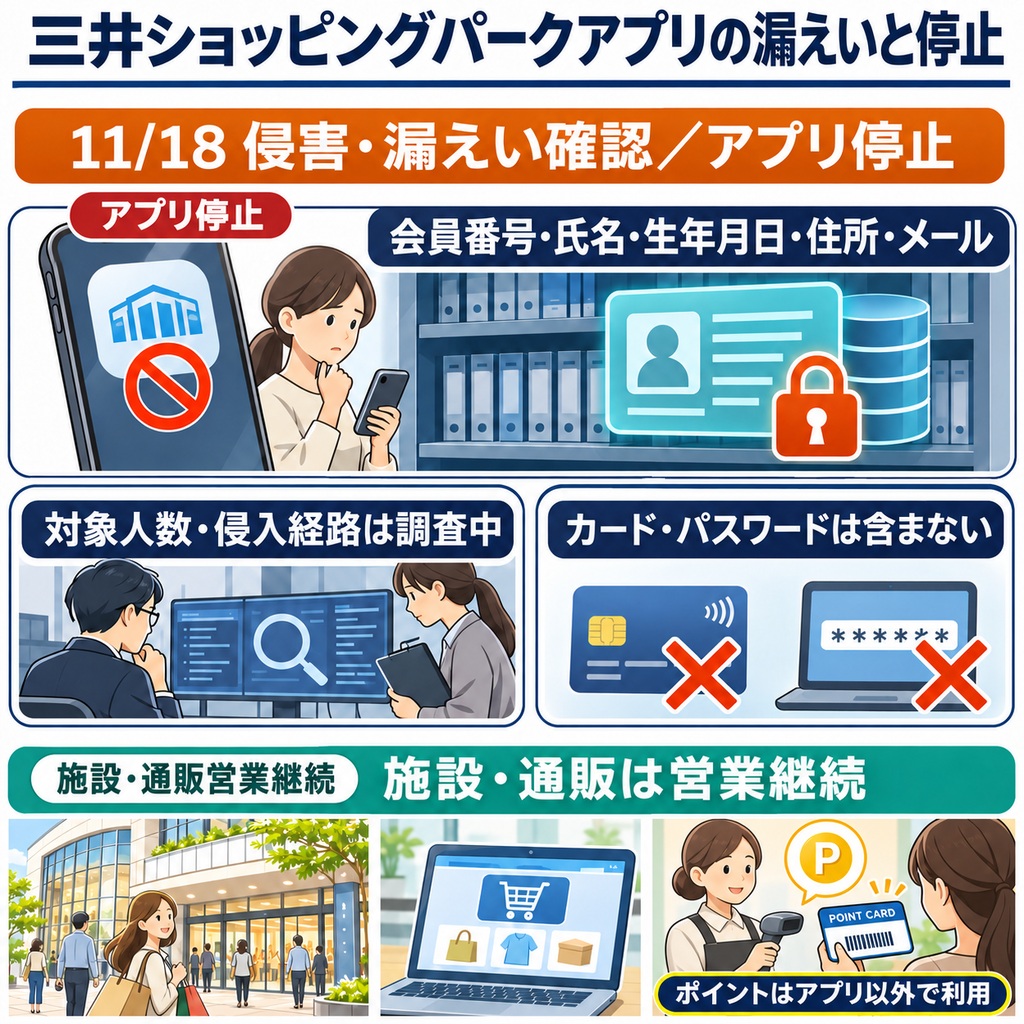 三井ショッピングパークアプリの漏えいと停止
11/18 侵害・漏えい確認／アプリ停止
アプリ停止
会員番号・氏名・生年月日・住所・メール
対象人数・侵入経路は調査中
カード・パスワードは含まない
*******
施設・通販営業継続
施設・通販は営業継続
P
POINT CARD
ポイントはアプリ以外で利用